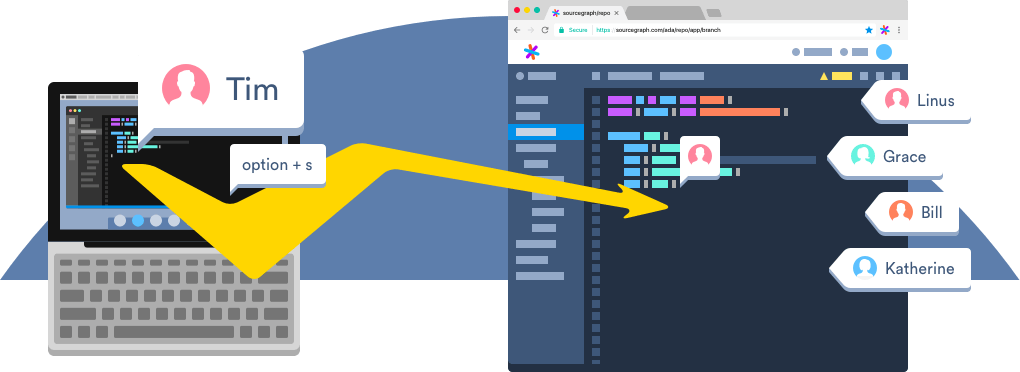 sourcegraph/repo
Secure
https
sourcegraph.com/ada/repo/app/branch
Tim
option + s
Linus
Grace
Bill
Katherine